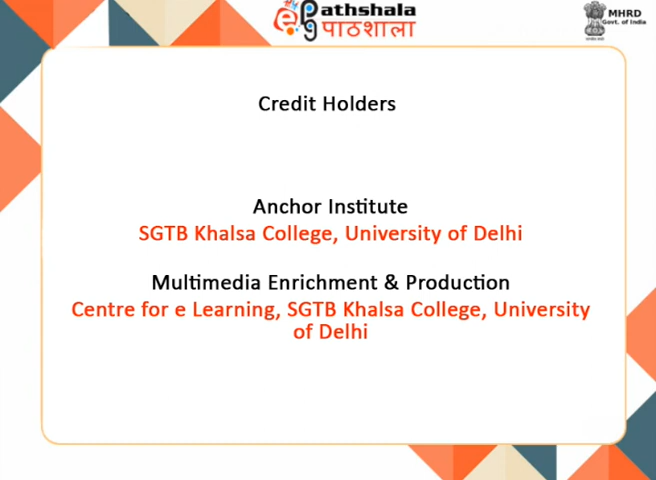 ePathshala
पाठशाला
MHRD
Govt. of India
Credit Holders
Anchor Institute
SGTB Khalsa College, University of Delhi
Multimedia Enrichment & Production
Centre for e Learning, SGTB Khalsa College, University
of Delhi